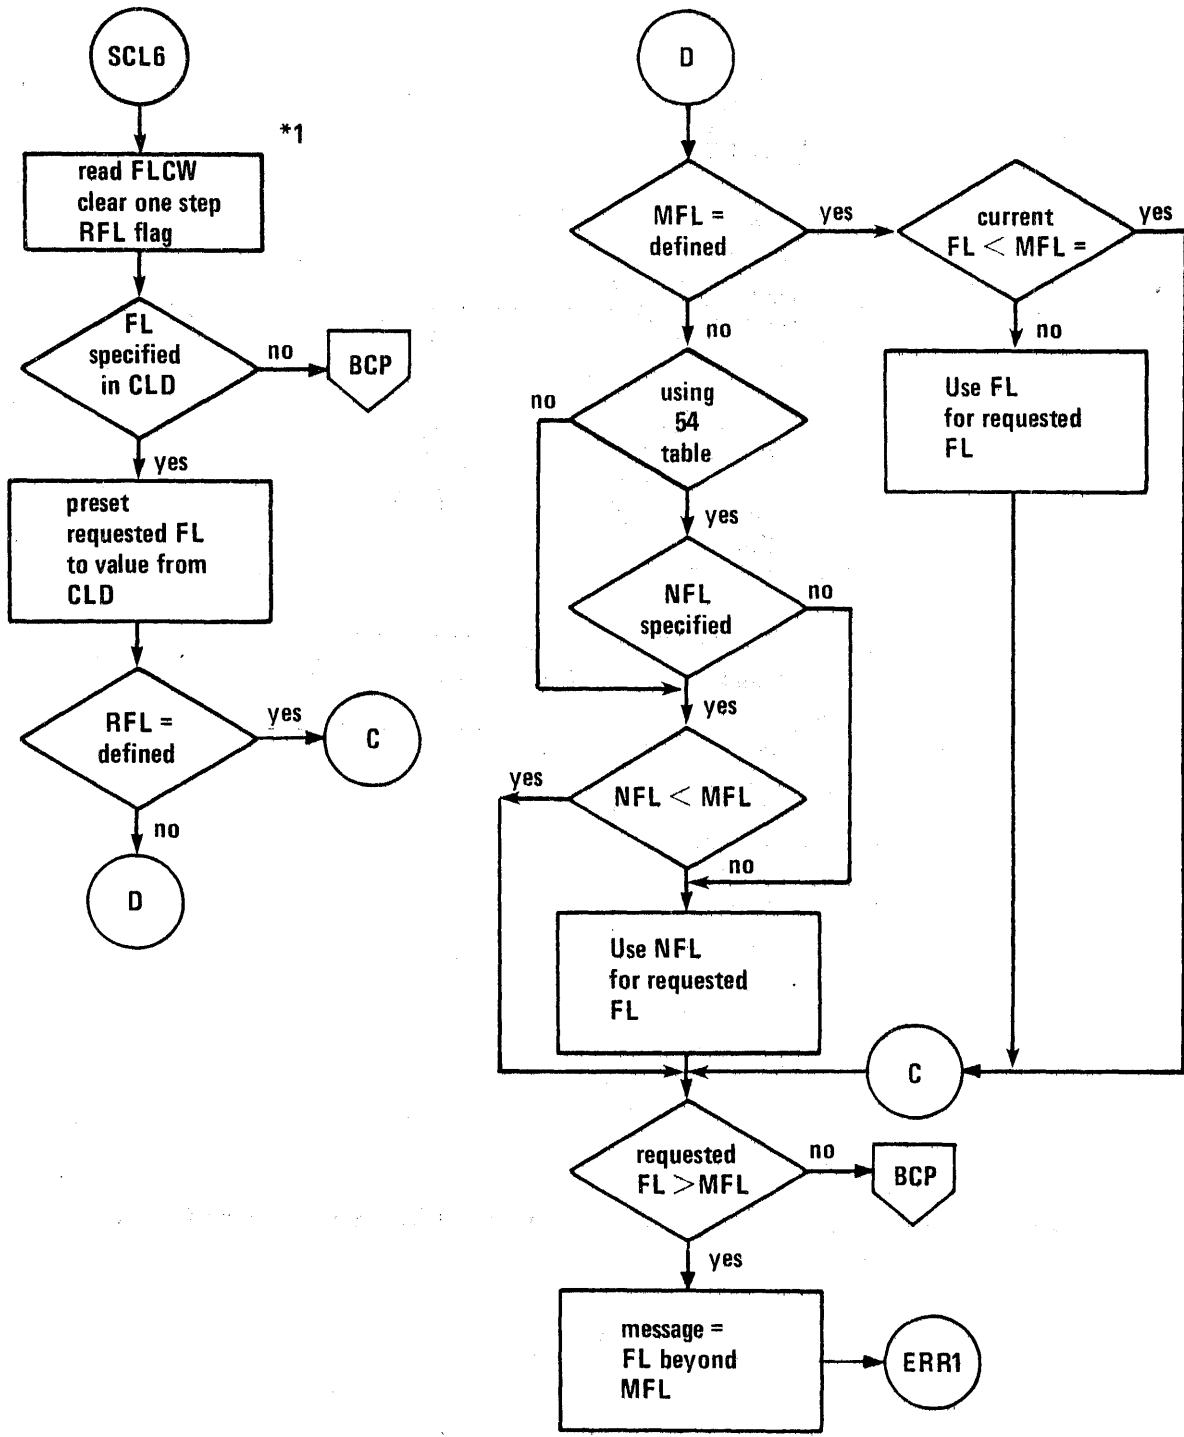 SCL6
*1
read FLCW
clear one step
RFL flag
FL
specified
in CLD
no
BCP
yes
preset
requested FL
to value from
CLD
RFL =
defined
yes
C
no
D
D
MFL =
defined
yes
current
FL < MFL =
yes
no
no
Use FL
for requested
FL
using
54
table
no
yes
NFL
specified
no
yes
NFL < MFL
yes
no
Use NFL
for requested
FL
C
requested
FL > MFL
no
BCP
yes
message =
FL beyond
MFL
ERR1